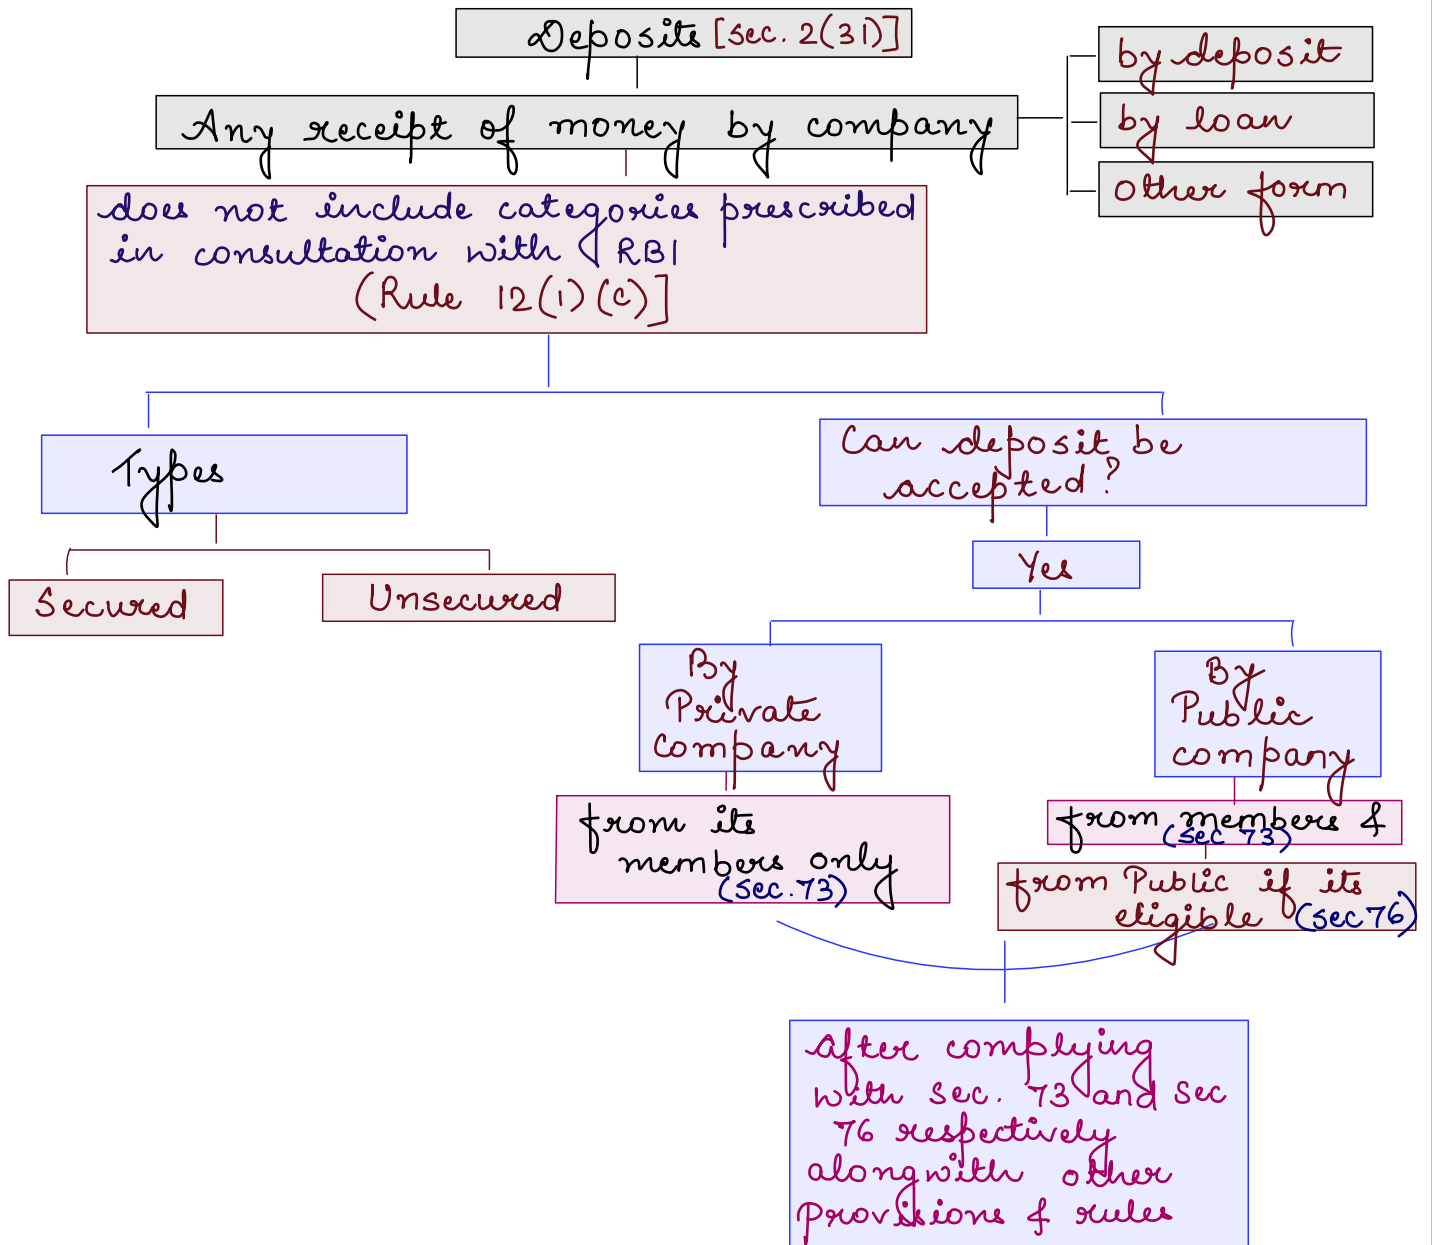 Deposits [sec. 2(31)]
Any receipt of money by company
by deposit
by loan
other form
does not include categories prescribed
in consultation with RBI
(Rule 12(1)(c)]
Types
Secured
Unsecured
Can deposit be
accepted?
Yes
By
Private
company
from its
members only
(sec.73)
By
Public
company
from members &
(sec 73)
from Public if its
eligible (sec 76)
After complying
with sec. 73 and sec
76 respectively
alongwith other
provisions & rules